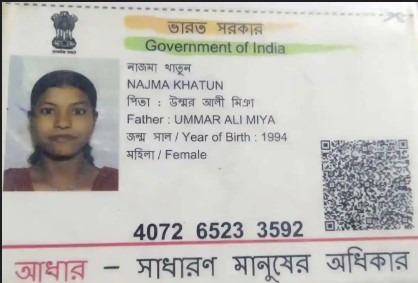 ভারত সরকার
Government of India
নাজমা খাতুন
NAJMA KHATUN
পিতা : উম্মর আলী মিঞা
Father : UMMAR ALI MIYA
জন্ম সাল / Year of Birth : 1994
মহিলা / Female
4072 6523 3592
আধার – সাধারণ মানুষের অধিকার